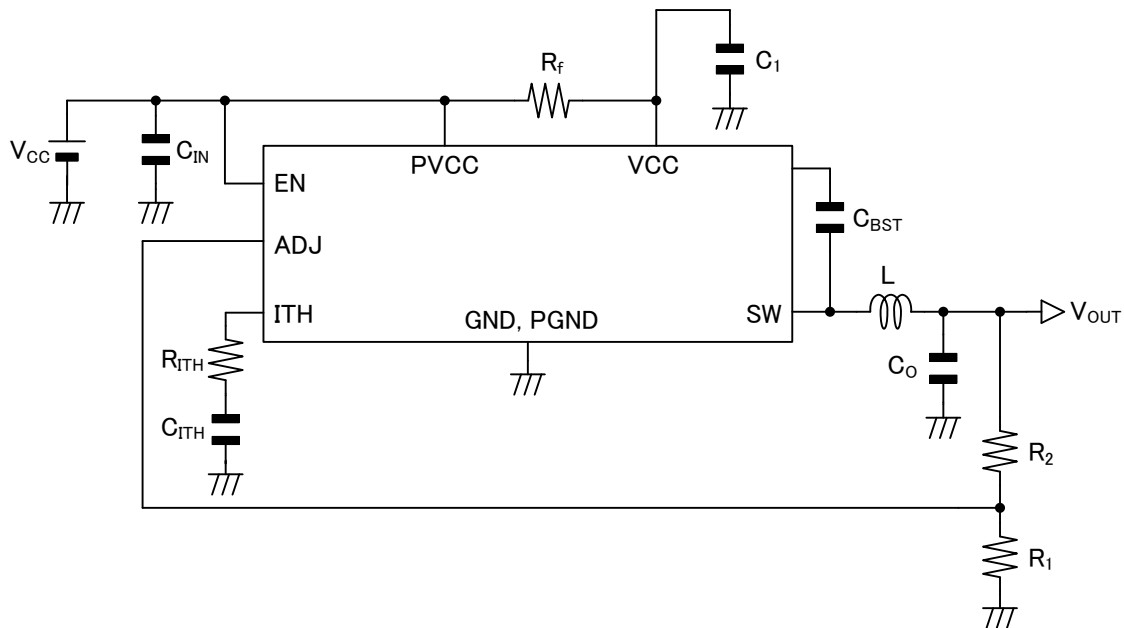 C1
Rf
VCC
CIN
PVCC
VCC
EN
CBST
ADJ
L
ITH
GND, PGND
SW
VOUT
RITH
CO
CITH
R2
R1